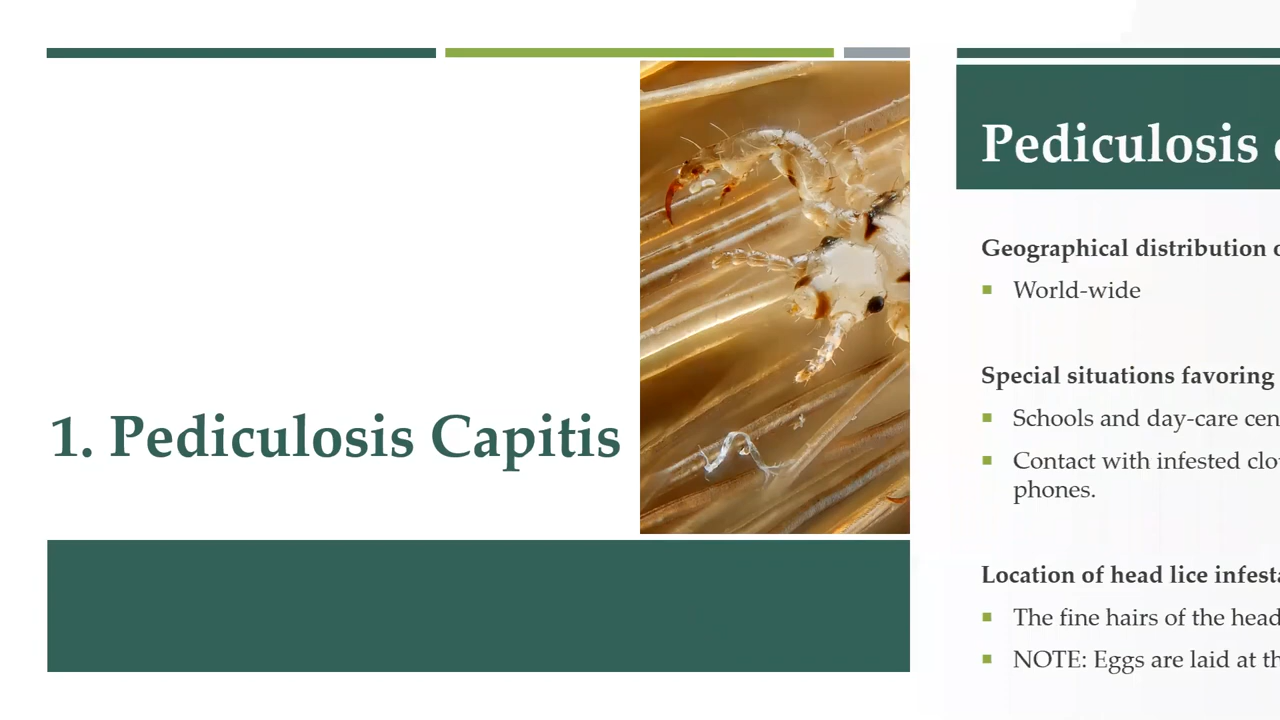 1. Pediculosis Capitis
Pediculosis
Geographical distribution
World-wide
Special situations favoring
Schools and day-care
Contact with infested
phones.
Location of head lice
The fine hairs of the head
NOTE: Eggs are laid at